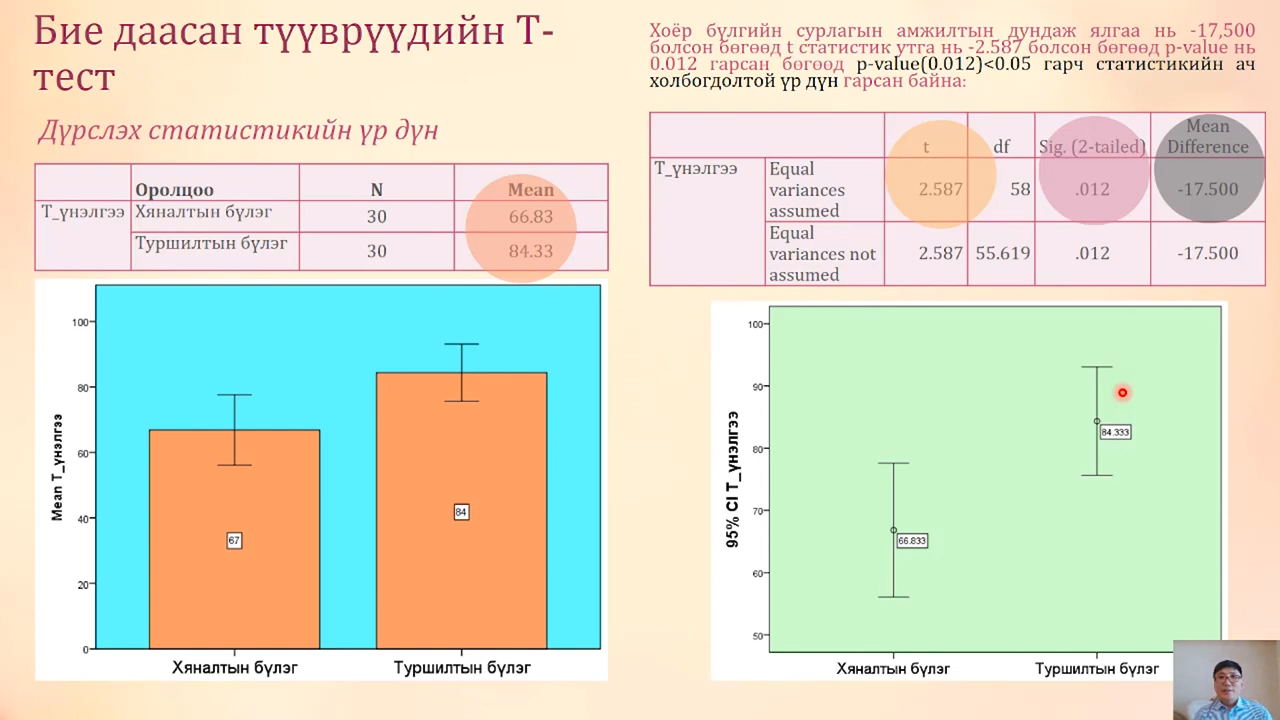 Бие даасан түүврүүдийн Т-
тест
Дүрслэх статистикийн үр дүн
Оролцоо N Mean
Т_үнэлгээ Хяналтын бүлэг 30 66.83
Туршилтын бүлэг 30 84.33
Mean Т_үнэлгээ
100
80
60
40
20
0
67
84
Хяналтын бүлэг Туршилтын бүлэг
Хоёр бүлгийн сурлагын амжилтын дундаж ялгаа нь -17,500
болсон бөгөөд t статистик утга нь -2.587 болсон бөгөөд p-value нь
0.012 гарсан бөгөөд p-value(0.012)<0.05 гарч статистикийн ач
холбогдолтой үр дүн гарсан байна:
t df Sig. (2-tailed) Mean
Difference
Т_үнэлгээ Equal
variances
assumed 2.587 58 .012 -17.500
Equal
variances not
assumed 2.587 55.619 .012 -17.500
95% CI Т_үнэлгээ
100
90
80
70
60
50
84.333
66.833
Хяналтын бүлэг Туршилтын бүлэг